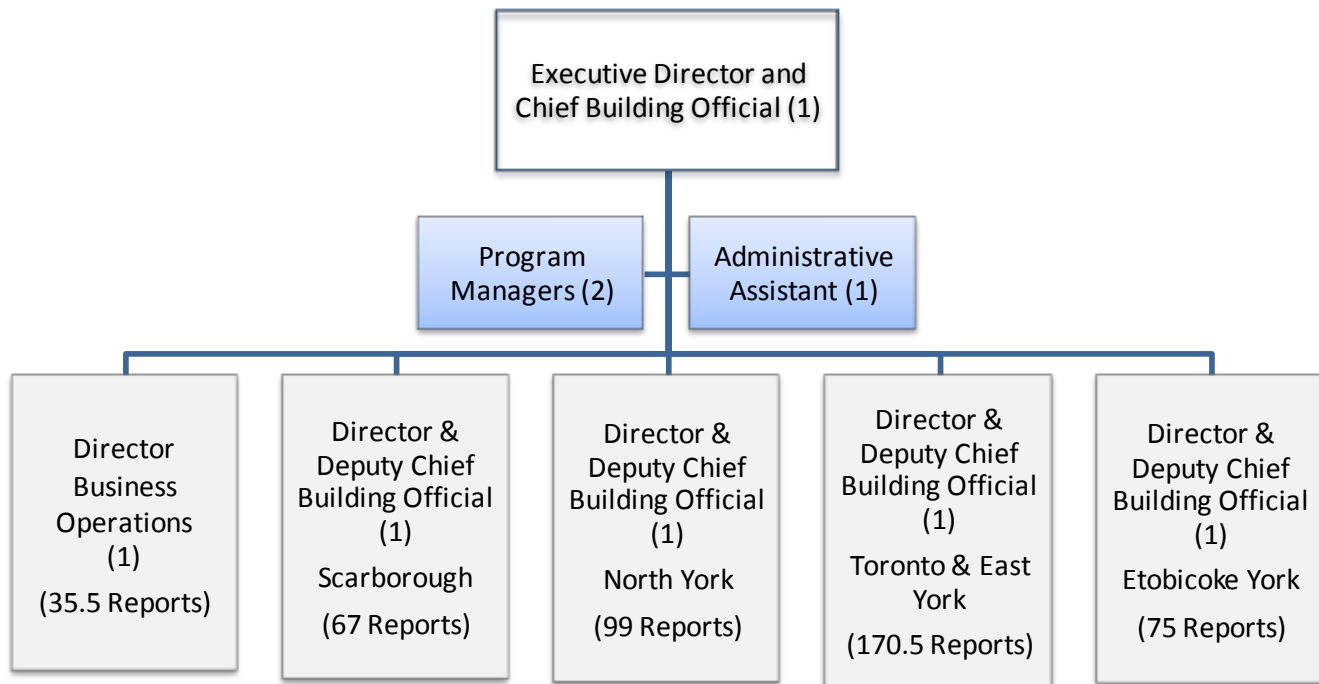 Executive Director and
Chief Building Official (1)
Program
Managers (2)
Administrative
Assistant (1)
Director
Business
Operations
(1)
(35.5 Reports)
Director &
Deputy Chief
Building Official
(1)
Scarborough
(67 Reports)
Director &
Deputy Chief
Building Official
(1)
North York
(99 Reports)
Director &
Deputy Chief
Building Official
(1)
Toronto & East
York
(170.5 Reports)
Director &
Deputy Chief
Building Official
(1)
Etobicoke York
(75 Reports)